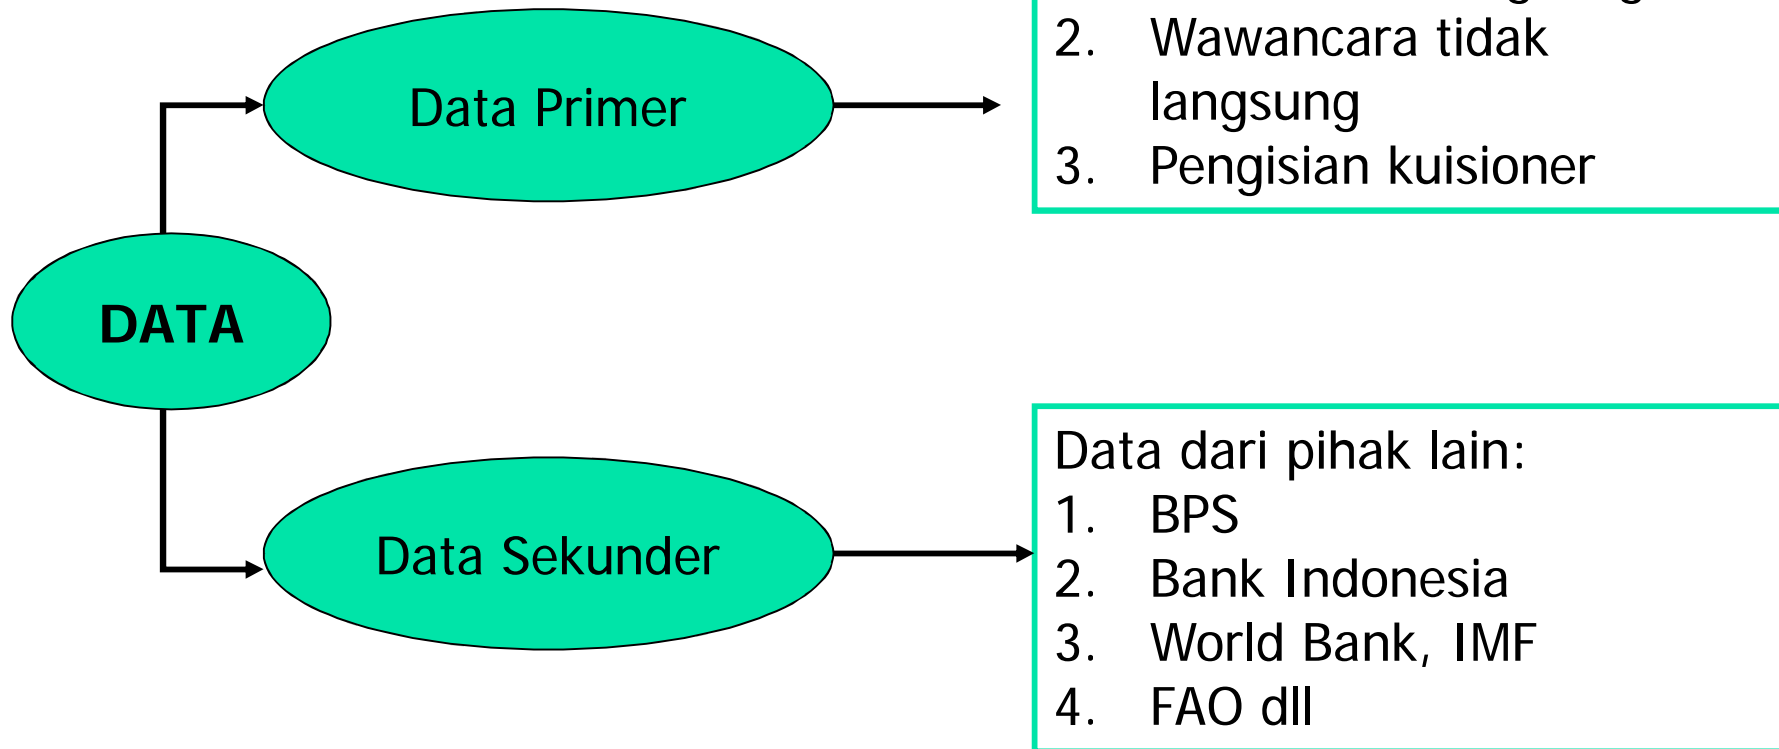 2. Wawancara tidak
langsung
3. Pengisian kuisioner
Data Primer
DATA
Data Sekunder
Data dari pihak lain:
1. BPS
2. Bank Indonesia
3. World Bank, IMF
4. FAO dll